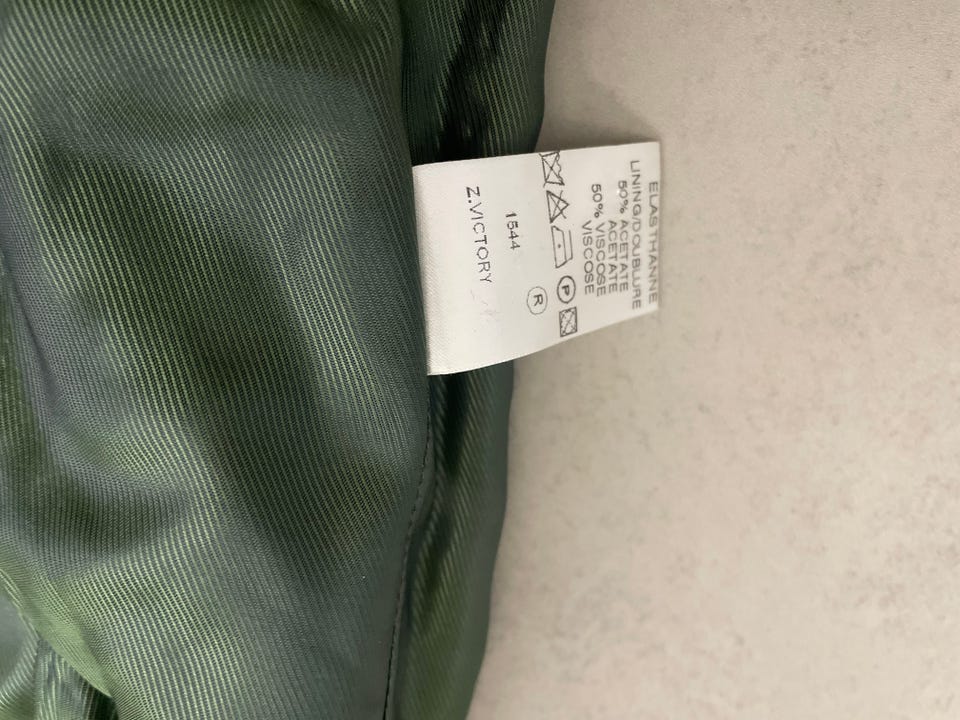 ELASTHANNE
LINING/DOUBLURE
50% ACETATE
ACETATE
50% VISCOSE
VISCOSE
P
R
1544
Z.VICTORY